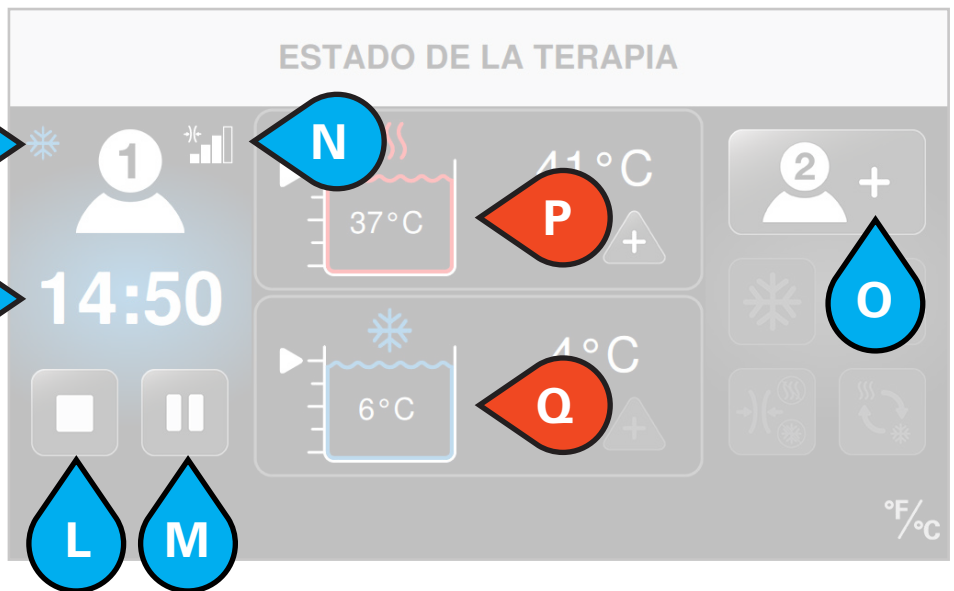 ESTADO DE LA TERAPIA
1
N
41°C
37°C
P
+
2
+
14:50
O
4°C
6°C
Q
+
L
M
°F/°C